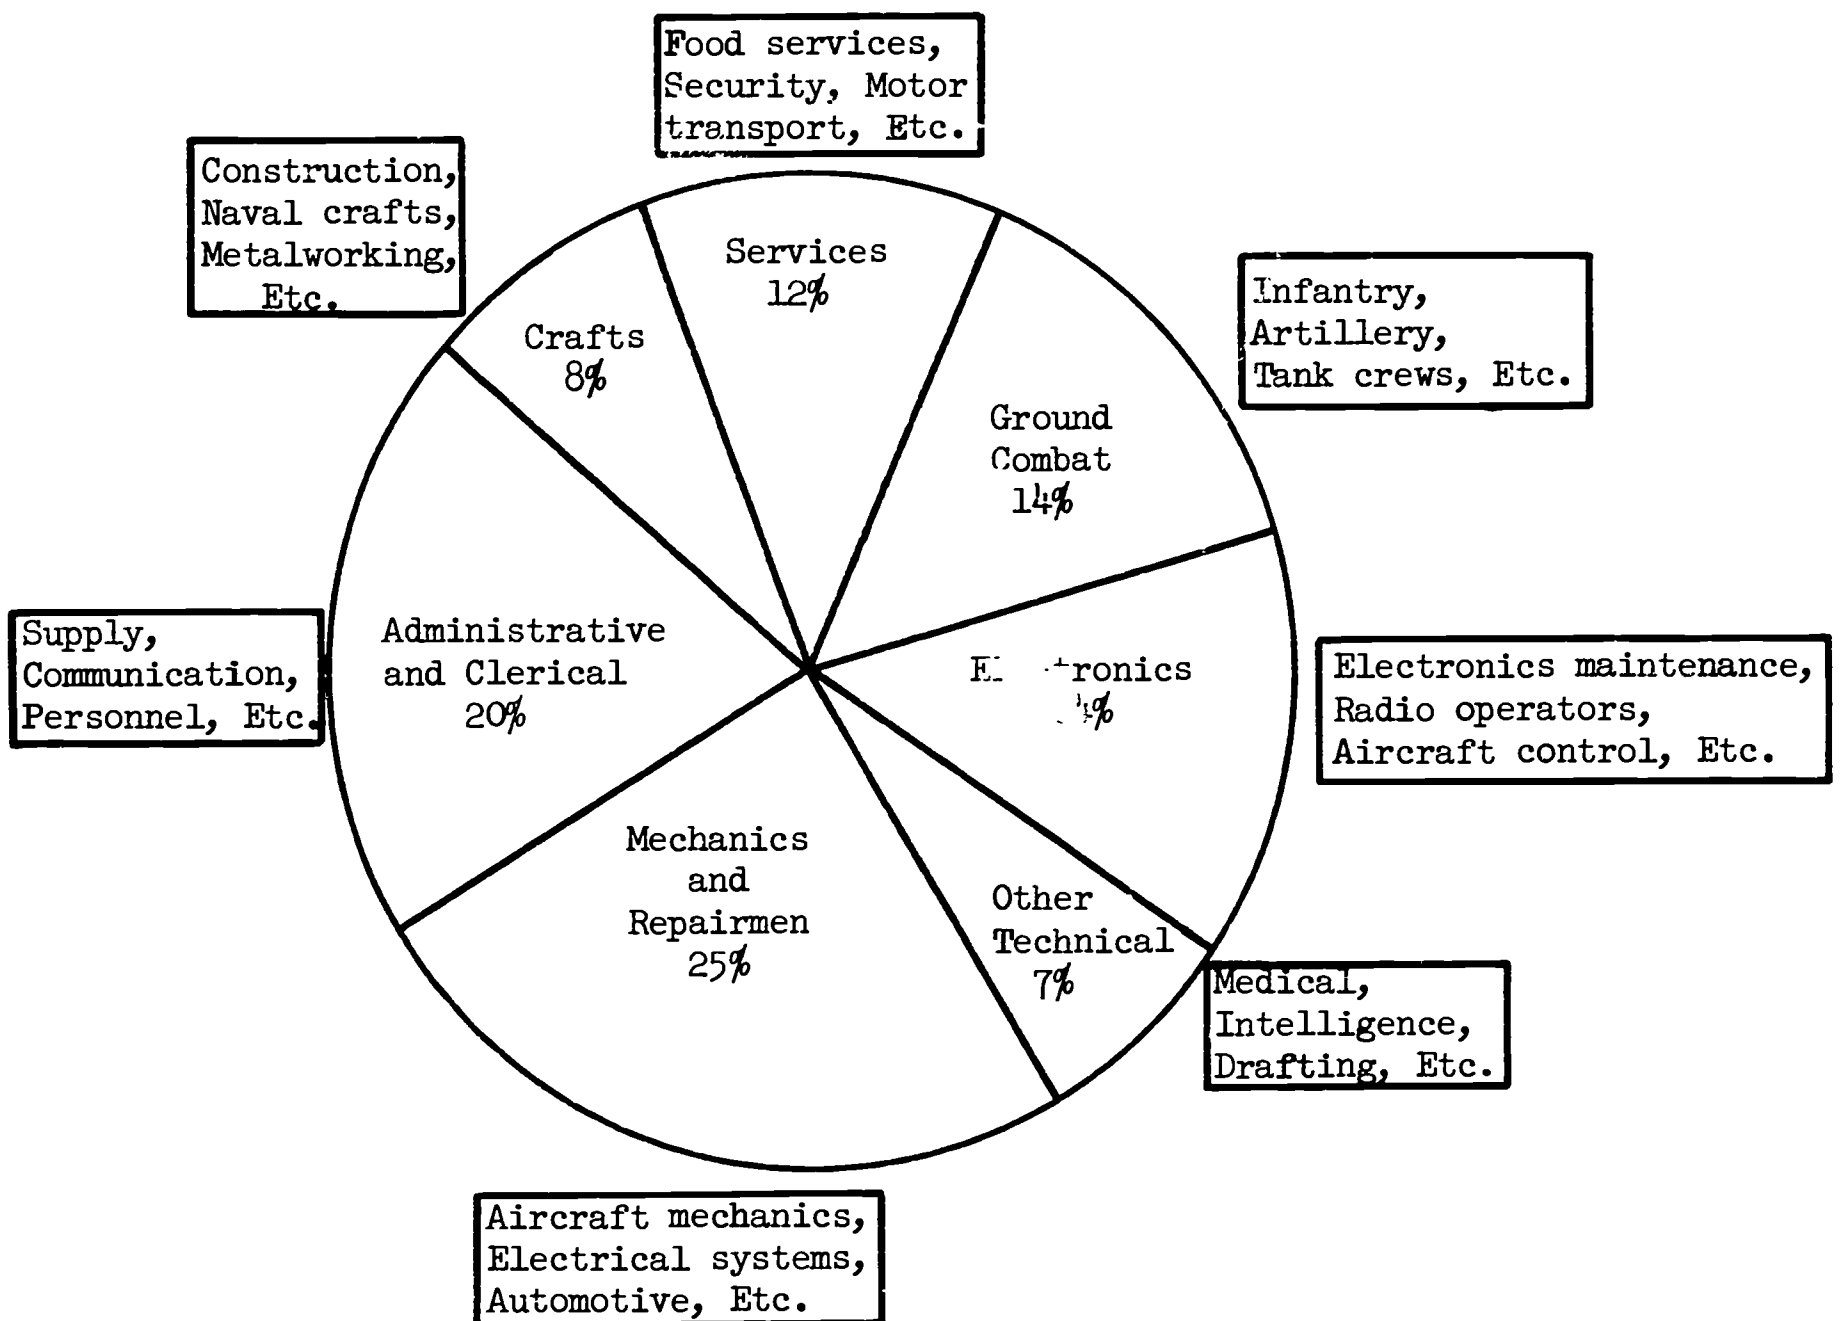 Food services,
Security, Motor
transport, Etc.
Construction,
Naval crafts,
Metalworking,
Etc.
Services
12%
Crafts
8%
Infantry,
Artillery,
Tank crews, Etc.
Ground
Combat
14%
Supply,
Communication,
Personnel, Etc.
Administrative
and Clerical
20%
Electronics maintenance,
Radio operators,
Aircraft control, Etc.
Mechanics
and
Repairmen
25%
Other
Technical
7%
Medical,
Intelligence,
Drafting, Etc.
Aircraft mechanics,
Electrical systems,
Automotive, Etc.